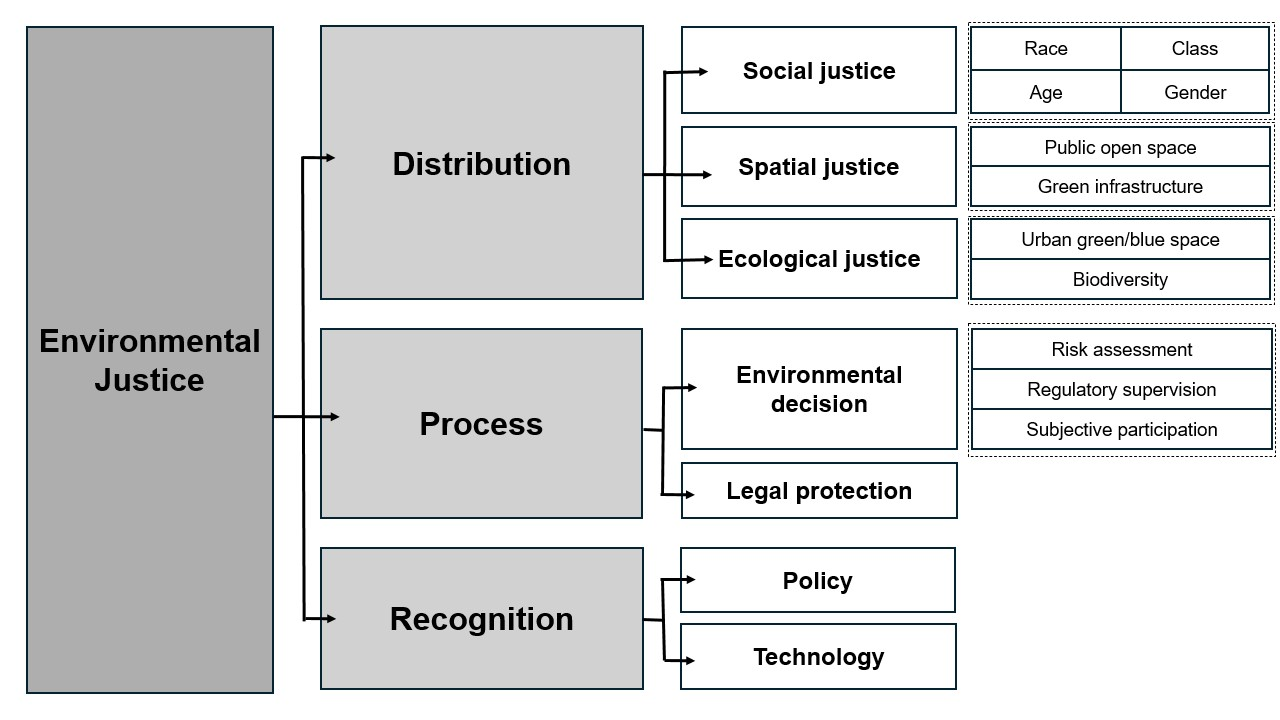 Environmental
Justice
Distribution
Social justice
Race
Class
Age
Gender
Spatial justice
Public open space
Green infrastructure
Ecological justice
Urban green/blue space
Biodiversity
Process
Environmental
decision
Risk assessment
Regulatory supervision
Subjective participation
Legal protection
Recognition
Policy
Technology